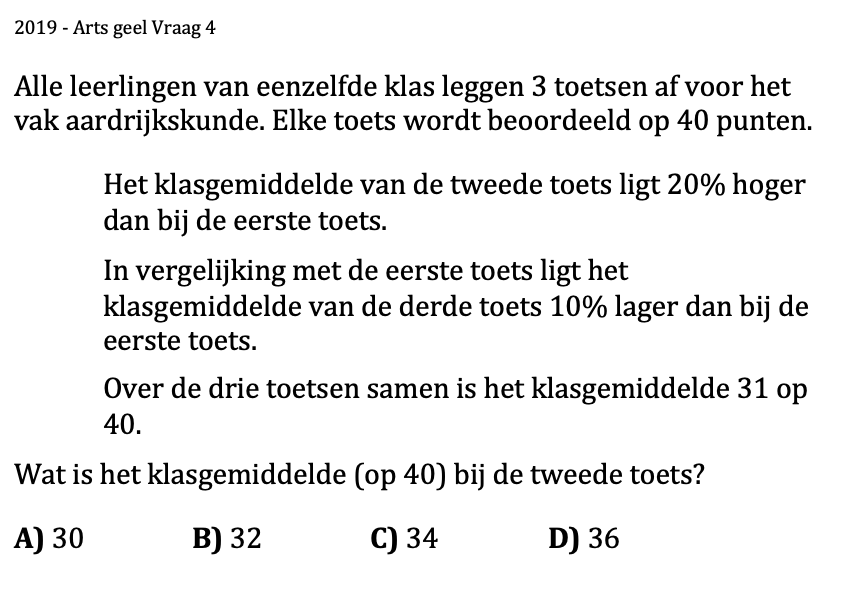 2019 - Arts geel Vraag 4
Alle leerlingen van eenzelfde klas leggen 3 toetsen af voor het
vak aardrijkskunde. Elke toets wordt beoordeeld op 40 punten.
Het klasgemiddelde van de tweede toets ligt 20% hoger
dan bij de eerste toets.
In vergelijking met de eerste toets ligt het
klasgemiddelde van de derde toets 10% lager dan bij de
eerste toets.
Over de drie toetsen samen is het klasgemiddelde 31 op
40.
Wat is het klasgemiddelde (op 40) bij de tweede toets?
A) 30 B) 32 C) 34 D) 36